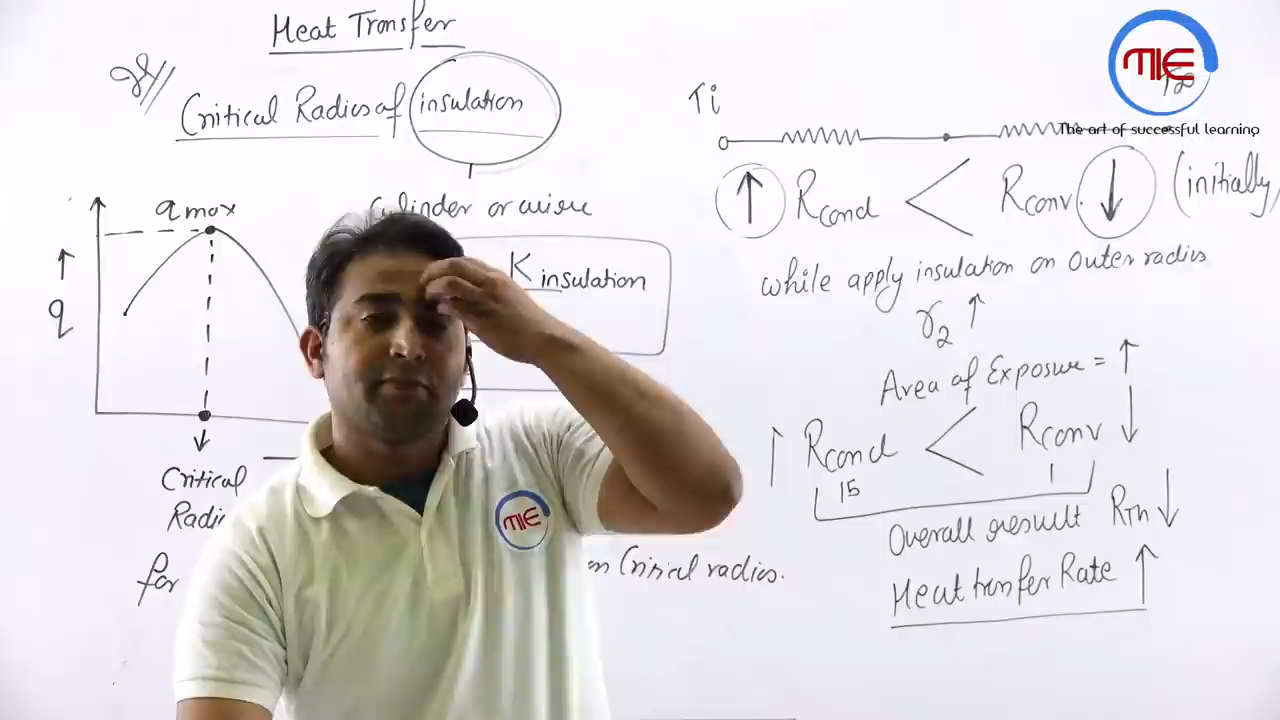 Heat Transfer
Critical Radius of insulation
Cylinder or
K insulation
q max
q
Critical
for
on Critical radius.
Ti
T∞
Rcond < Rconv. (initially
while apply insulation on outer radius
r2 ↑
Area of Exposure = ↑
↑ Rcond < Rconv ↓
15 1
Overall result RTh ↓
Heat transfer Rate ↑
MIE
The art of successful learning
MIE